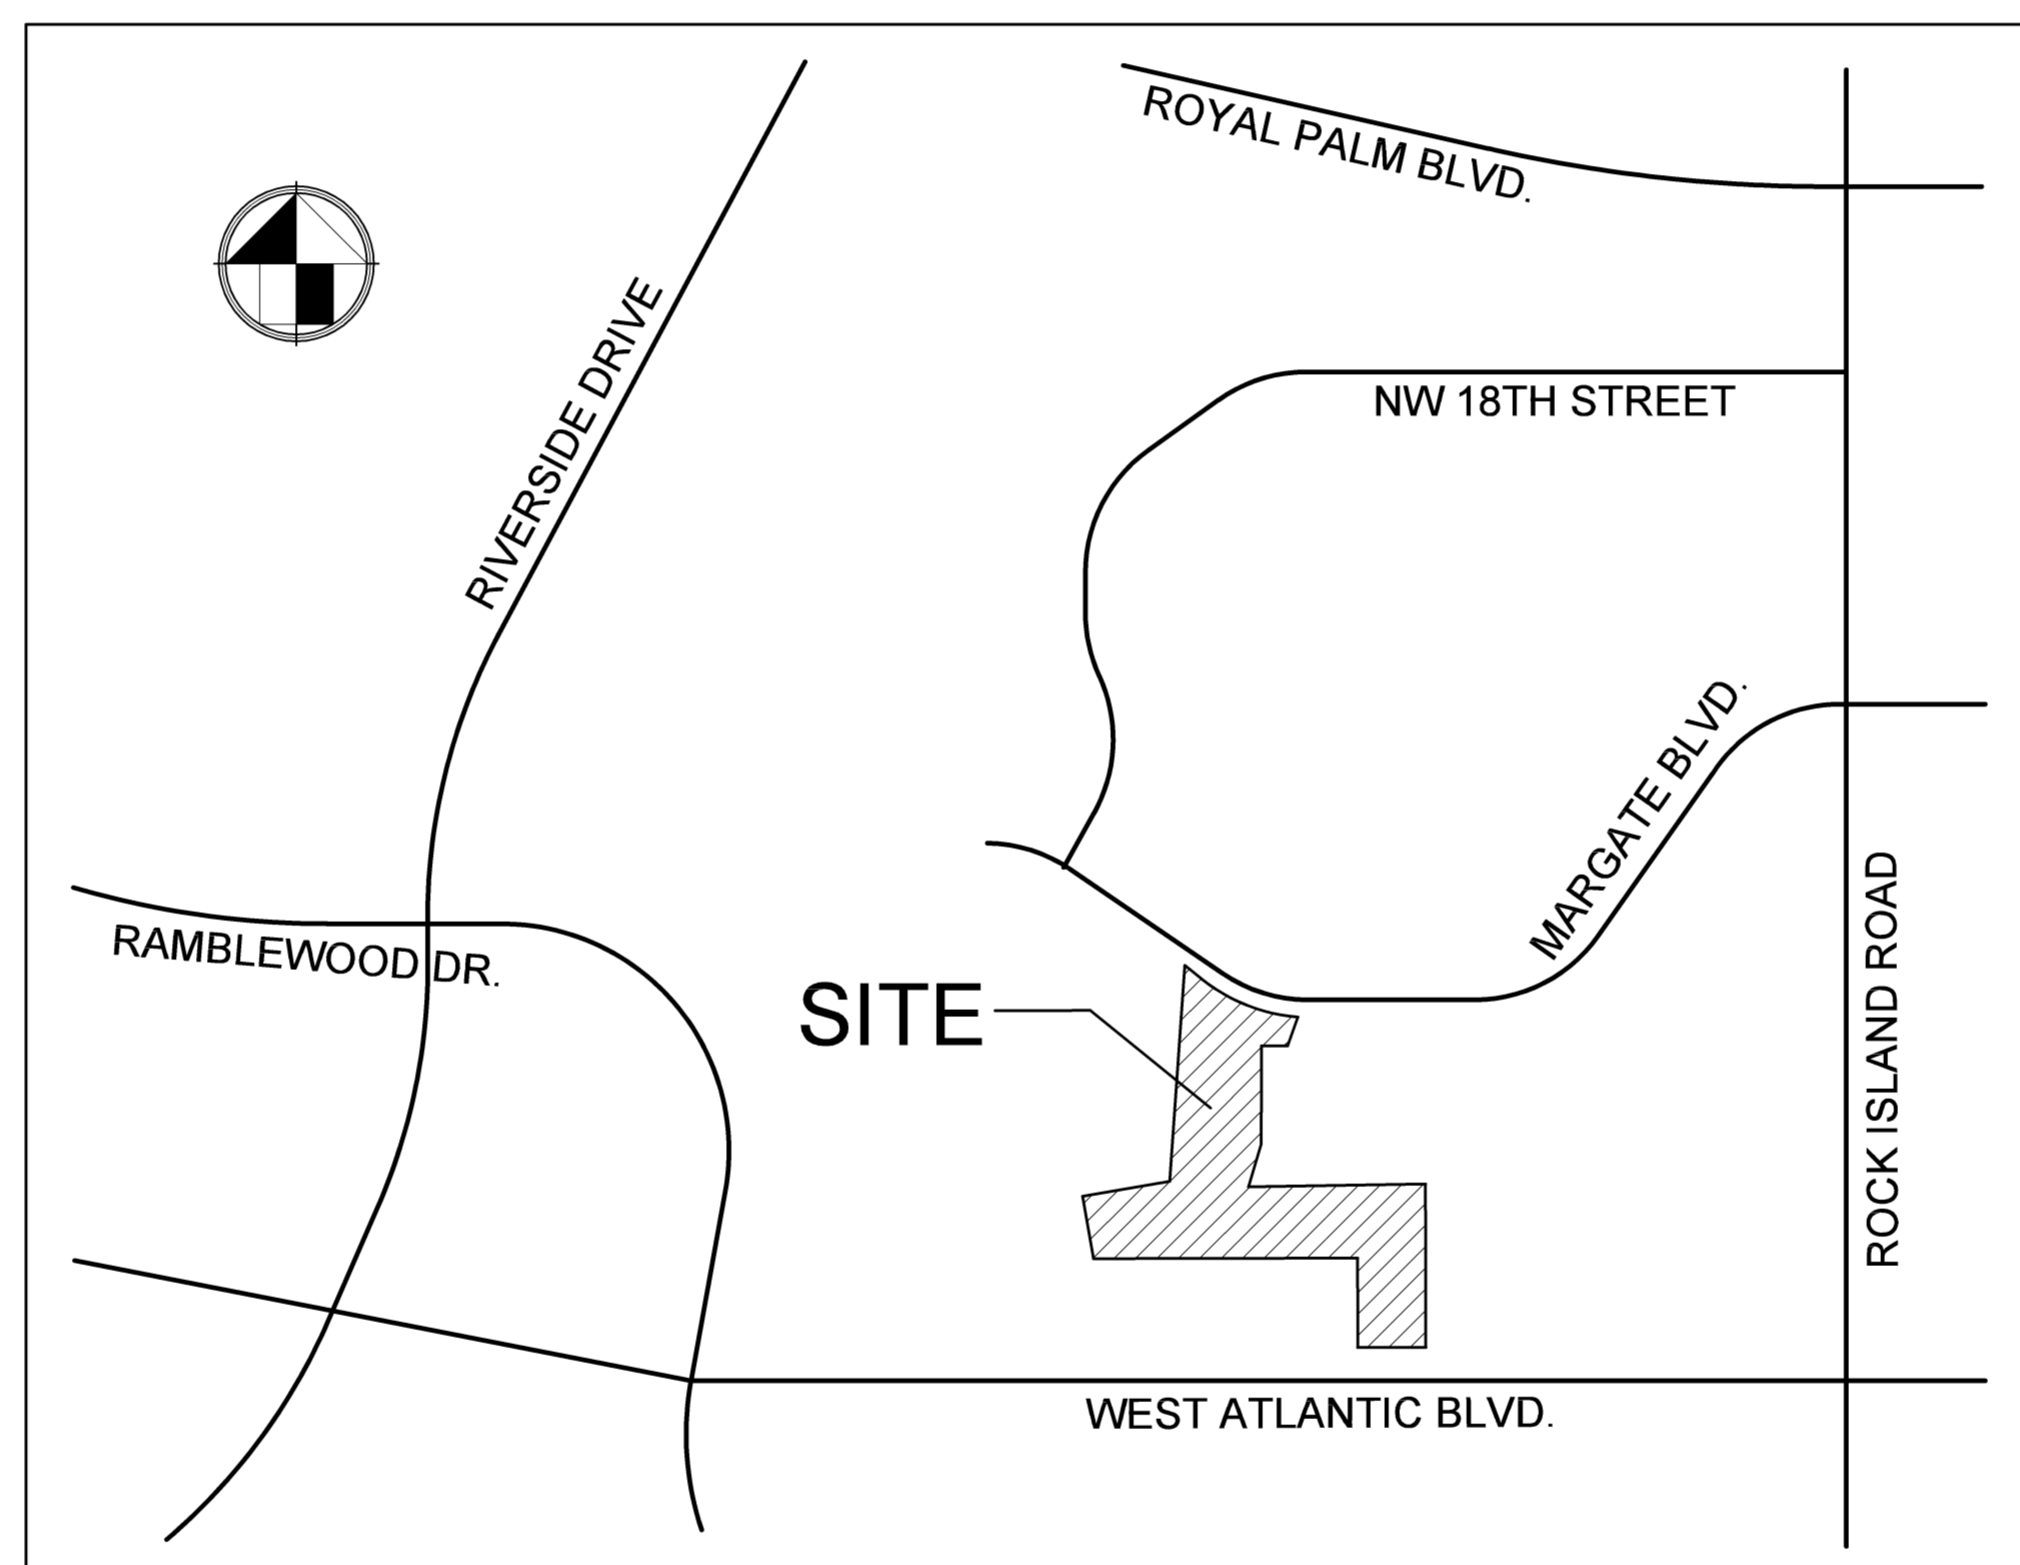 ROYAL PALM BLVD.
RIVERSIDE DRIVE
NW 18TH STREET
MARGATE BLVD.
RAMBLEWOOD DR.
SITE
ROCK ISLAND ROAD
WEST ATLANTIC BLVD.